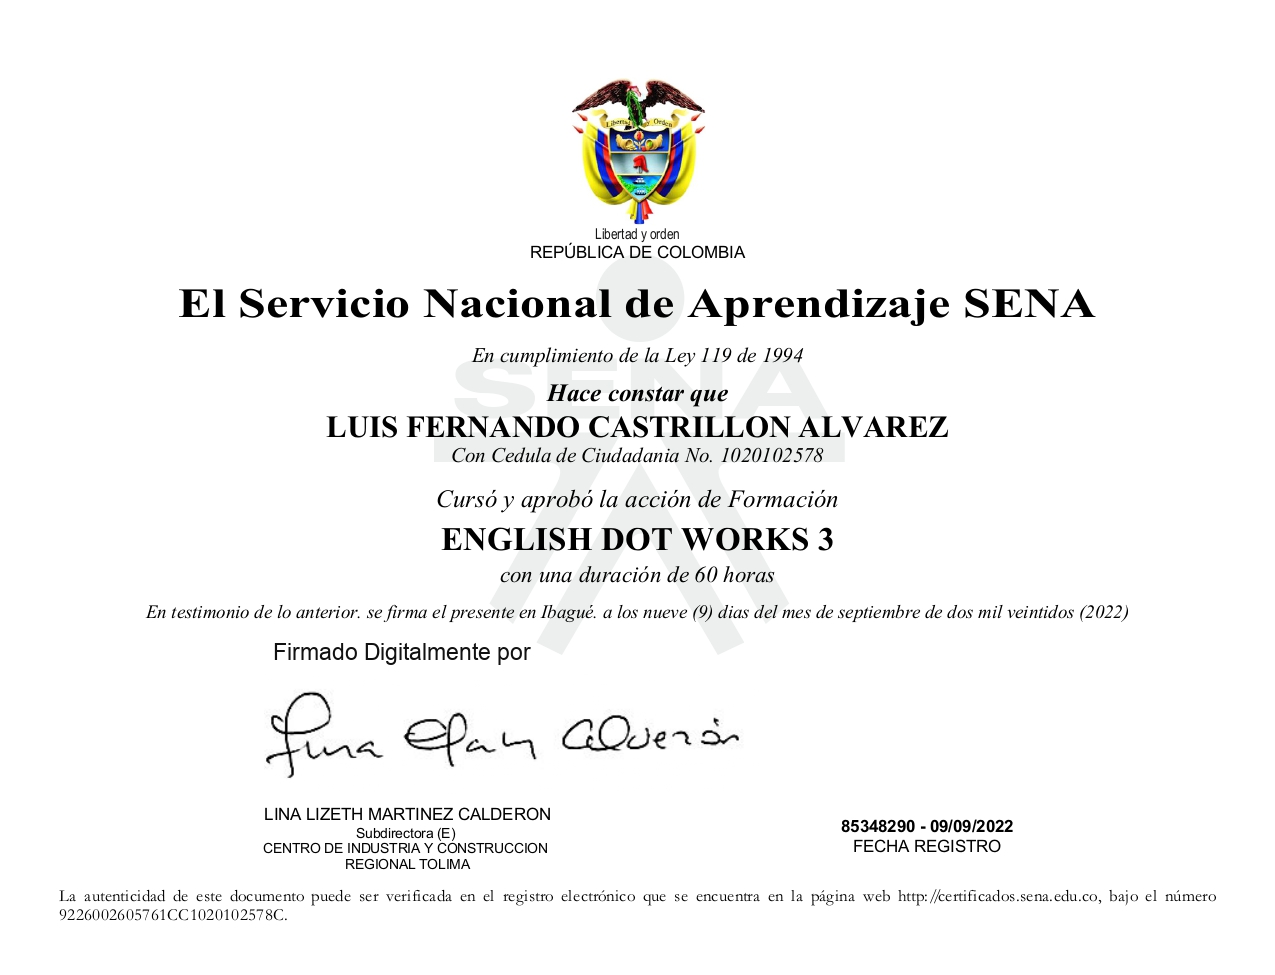 Libertad y Orden
Libertad y orden
REPÚBLICA DE COLOMBIA
El Servicio Nacional de Aprendizaje SENA
En cumplimiento de la Ley 119 de 1994
SENA
Hace constar que
LUIS FERNANDO CASTRILLON ALVAREZ
Con Cedula de Ciudadania No. 1020102578
Cursó y aprobó la acción de Formación
ENGLISH DOT WORKS 3
con una duración de 60 horas
En testimonio de lo anterior. se firma el presente en Ibagué. a los nueve (9) dias del mes de septiembre de dos mil veintidos (2022)
Firmado Digitalmente por
LINA LIZETH MARTINEZ CALDERON
Subdirectora (E)
CENTRO DE INDUSTRIA Y CONSTRUCCION
REGIONAL TOLIMA
85348290 - 09/09/2022
FECHA REGISTRO
La autenticidad de este documento puede ser verificada en el registro electrónico que se encuentra en la página web http://certificados.sena.edu.co, bajo el número
9226002605761CC1020102578C.